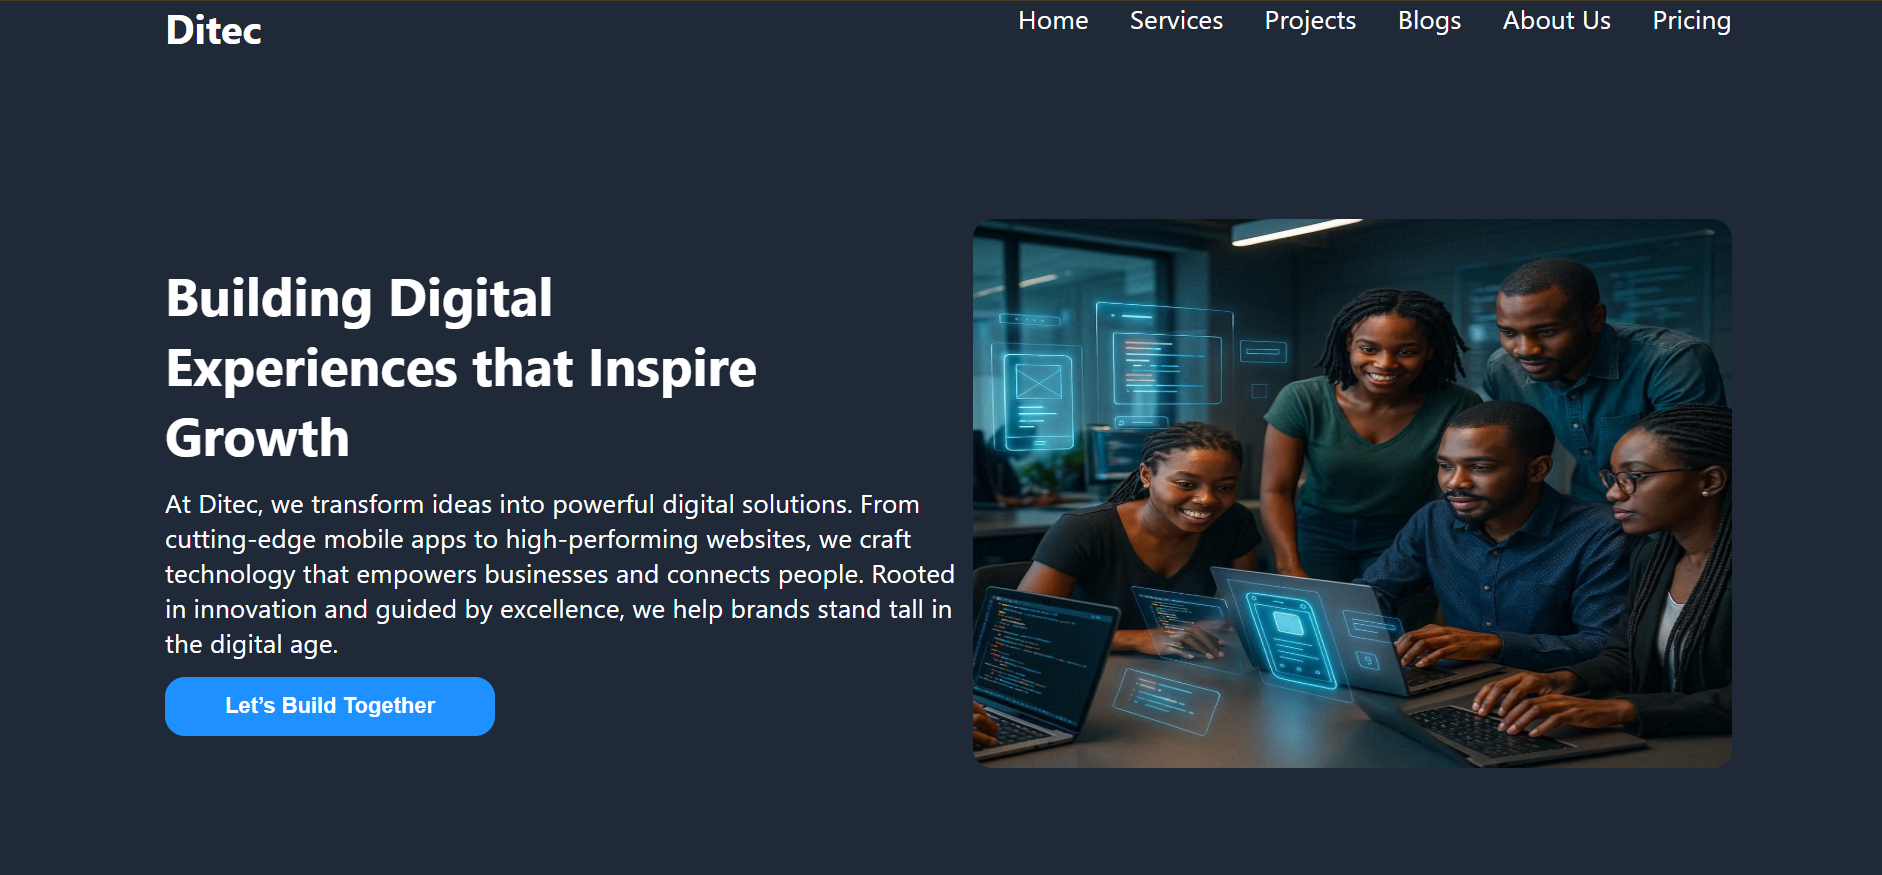 Ditec
Home Services Projects Blogs About Us Pricing
Building Digital
Experiences that Inspire
Growth
At Ditec, we transform ideas into powerful digital solutions. From
cutting-edge mobile apps to high-performing websites, we craft
technology that empowers businesses and connects people. Rooted
in innovation and guided by excellence, we help brands stand tall in
the digital age.
Let’s Build Together